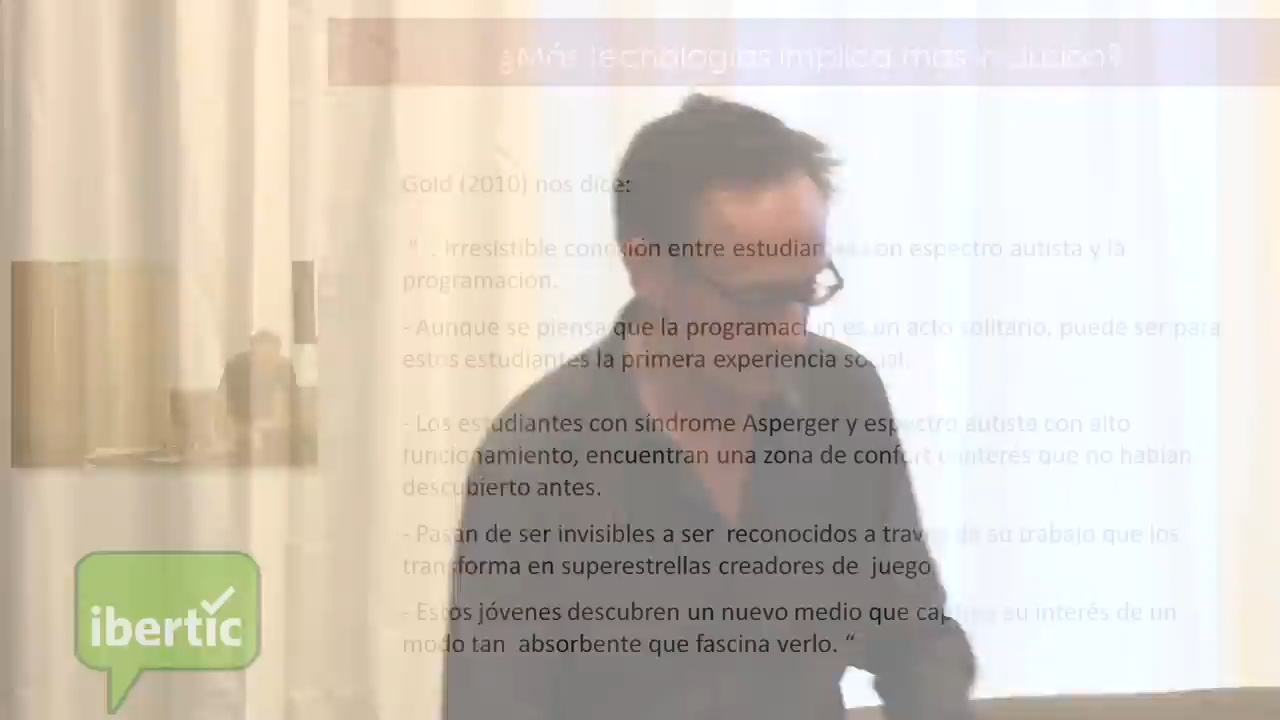 ¿Más tecnologías implica más inclusión?
Gold (2010) nos dice:
" . . irresistible conexión entre estudiantes con espectro autista y la
programación.
- Aunque se piensa que la programación es un acto solitario, puede ser para
estos estudiantes la primera experiencia social.
- Los estudiantes con síndrome Asperger y espectro autista con alto
funcionamiento, encuentran una zona de confort e interés que no habían
descubierto antes.
- Pasan de ser invisibles a ser reconocidos a través de su trabajo que los
transforma en superestrellas creadores de juego
- Estos jóvenes descubren un nuevo medio que captura su interés de un
modo tan absorbente que fascina verlo. “
ibertic